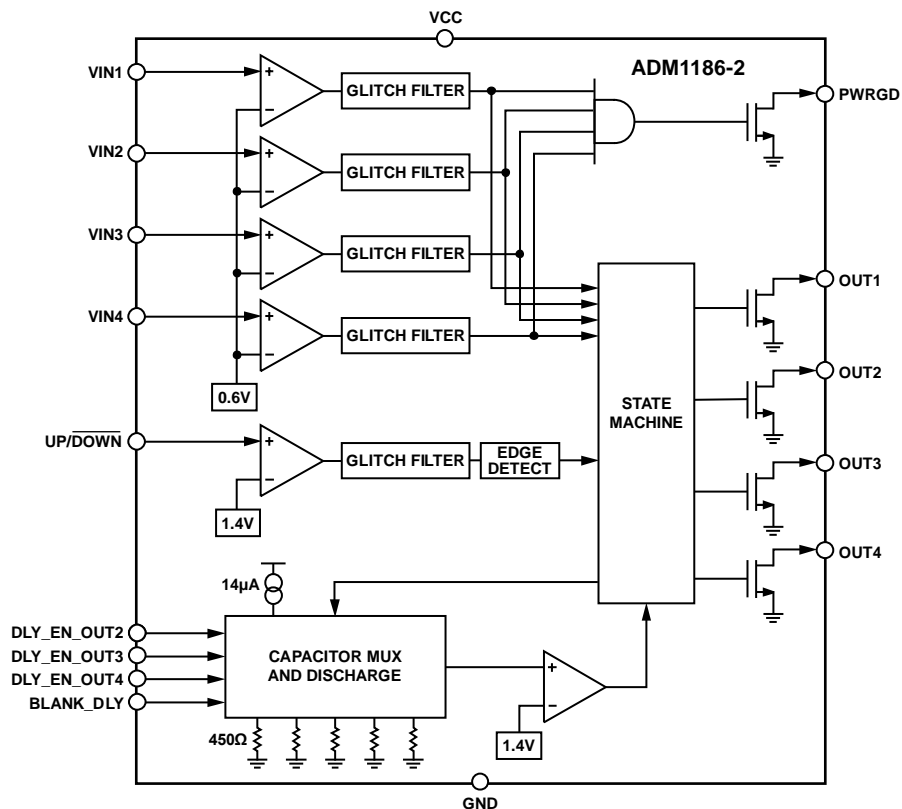 VCC
ADM1186-2
VIN1
GLITCH FILTER
PWRGD
VIN2
GLITCH FILTER
VIN3
GLITCH FILTER
OUT1
VIN4
GLITCH FILTER
OUT2
0.6V
STATE
MACHINE
UP/DOWN
GLITCH FILTER
EDGE
DETECT
OUT3
1.4V
OUT4
14µA
DLY_EN_OUT2
DLY_EN_OUT3
DLY_EN_OUT4
BLANK_DLY
CAPACITOR MUX
AND DISCHARGE
450Ω
1.4V
GND
+
−
+
−
+
−
+
−
+
−
+
−